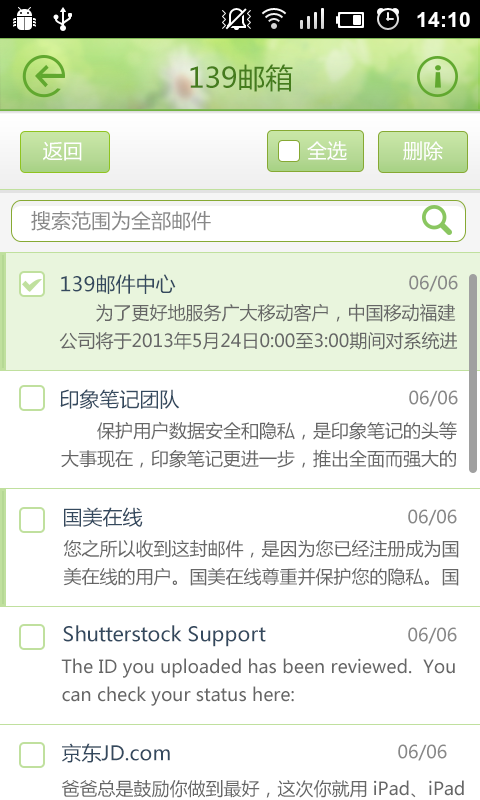 14:10
139邮箱
返回
全选
删除
搜索范围为全部邮件
139邮件中心
06/06
为了更好地服务广大移动客户，中国移动福建
公司将于2013年5月24日0:00至3:00期间对系统进
印象笔记团队
06/06
保护用户数据安全和隐私，是印象笔记的头等
大事现在，印象笔记更进一步，推出全面而强大的
国美在线
06/06
您之所以收到这封邮件，是因为您已经注册成为国
美在线的用户。国美在线尊重并保护您的隐私。国
Shutterstock Support
06/06
The ID you uploaded has been reviewed. You
can check your status here:
京东JD.com
06/06
爸爸总是鼓励你做到最好，这次你就用 iPad、iPad